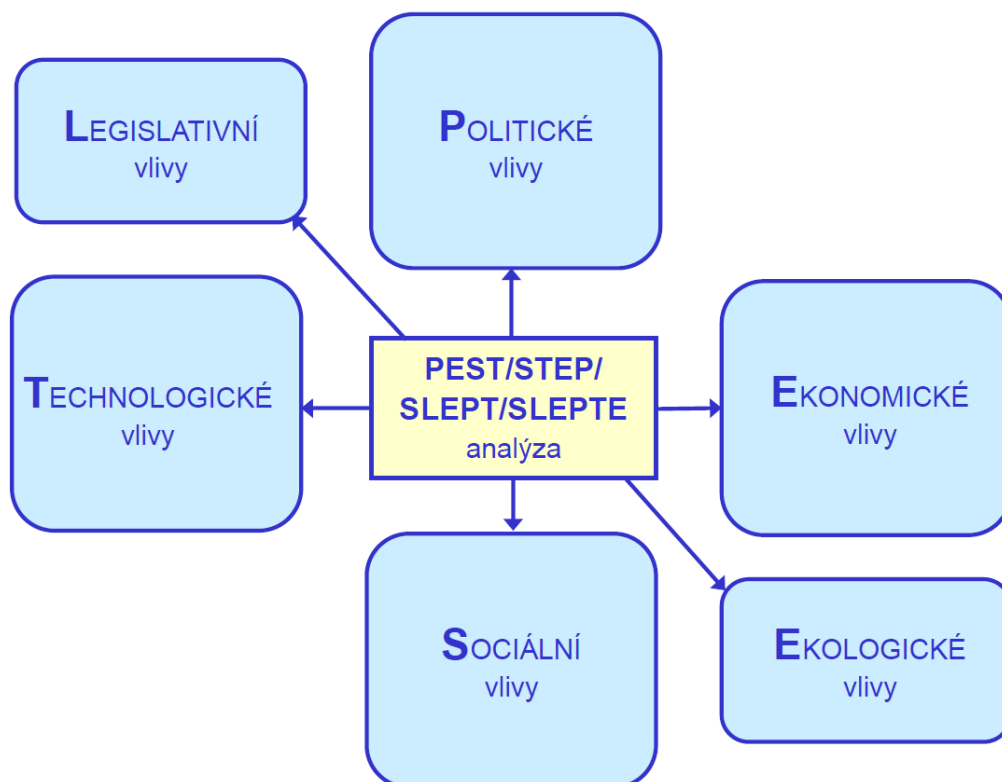 LEGISLATIVNÍ
vlivy
POLITICKÉ
vlivy
TECHNOLOGICKÉ
vlivy
PEST/STEP/
SLEPT/SLEPTE
analýza
EKONOMICKÉ
vlivy
SOCIÁLNÍ
vlivy
EKOLOGICKÉ
vlivy